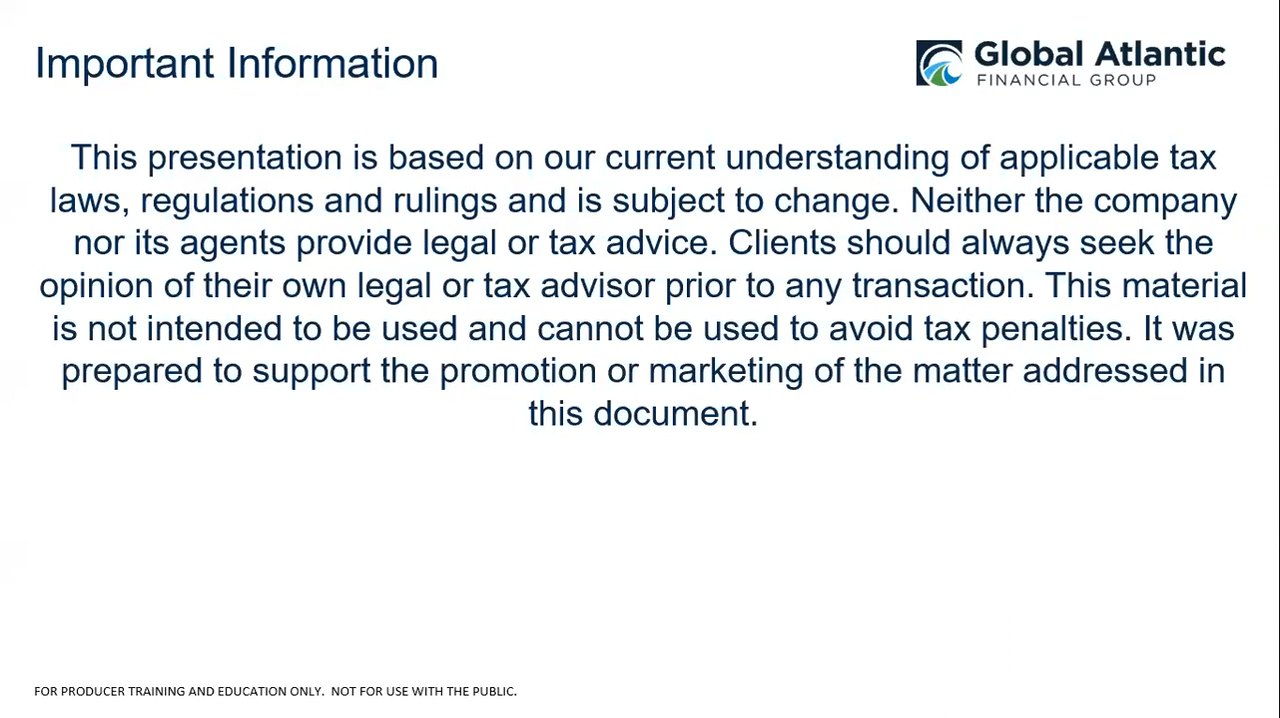 Important Information
Global Atlantic
FINANCIAL GROUP
This presentation is based on our current understanding of applicable tax
laws, regulations and rulings and is subject to change. Neither the company
nor its agents provide legal or tax advice. Clients should always seek the
opinion of their own legal or tax advisor prior to any transaction. This material
is not intended to be used and cannot be used to avoid tax penalties. It was
prepared to support the promotion or marketing of the matter addressed in
this document.
FOR PRODUCER TRAINING AND EDUCATION ONLY.  NOT FOR USE WITH THE PUBLIC.